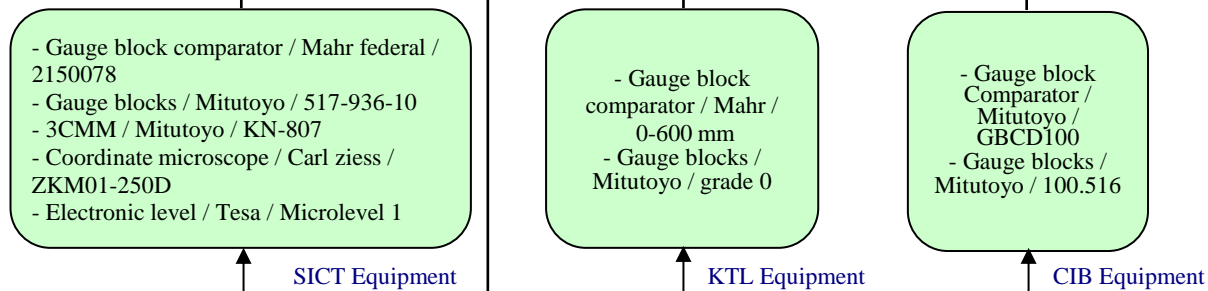 - Gauge block comparator / Mahr federal /
2150078
- Gauge blocks / Mitutoyo / 517-936-10
- 3CMM / Mitutoyo / KN-807
- Coordinate microscope / Carl ziess /
ZKM01-250D
- Electronic level / Tesa / Microlevel 1
SICT Equipment
- Gauge block
comparator / Mahr /
0-600 mm
- Gauge blocks /
Mitutoyo / grade 0
KTL Equipment
- Gauge block
Comparator /
Mitutoyo /
GBCD100
- Gauge blocks /
Mitutoyo / 100.516
CIB Equipment